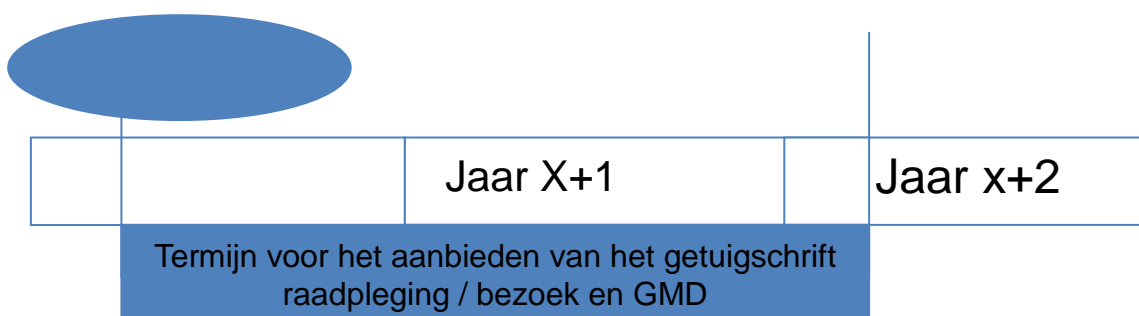 Jaar X+1
Jaar x+2
Termijn voor het aanbieden van het getuigschrift
raadpleging / bezoek en GMD